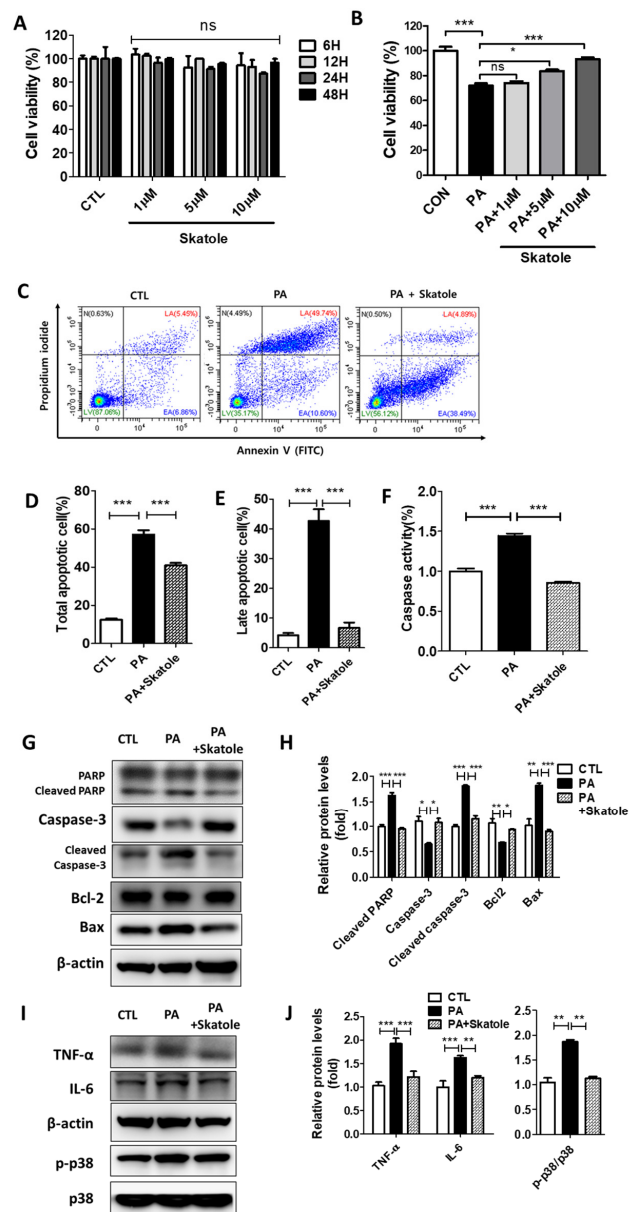 A
ns
Cell viability (%)
120
100
80
60
40
20
0
6H
12H
24H
48H
CTL
1μM
5μM
10μM
Skatole
B
***
***
*
ns
Cell viability (%)
120
100
80
60
40
20
0
CON
PA
PA+1μM
PA+5μM
PA+10μM
Skatole
C
CTL
PA
PA + Skatole
N(0.63%)
LA(5.45%)
LV(87.06%)
EA(6.86%)
N(4.49%)
LA(49.74%)
LV(35.17%)
EA(10.60%)
N(0.50%)
LA(4.89%)
LV(56.12%)
EA(38.49%)
Propidium iodide
Annexin V (FITC)
D
*** ***
Total apoptotic cell(%)
80
60
40
20
0
CTL
PA
PA+Skatole
E
*** ***
Late apoptotic cell(%)
50
40
30
20
10
0
CTL
PA
PA+Skatole
F
*** ***
Caspase activity(%)
2.0
1.5
1.0
0.5
0.0
CTL
PA
PA+Skatole
G
CTL PA PA
+Skatole
PARP
Cleaved PARP
Caspase-3
Cleaved
Caspase-3
Bcl-2
Bax
β-actin
H
CTL
PA
PA
+Skatole
*** *** * * *** *** ** * ** ***
Relative protein levels
(fold)
2.0
1.5
1.0
0.5
0.0
Cleaved PARP
Caspase-3
Cleaved caspase-3
Bcl2
Bax
I
CTL PA PA
+Skatole
TNF-α
IL-6
β-actin
p-p38
p38
J
CTL
PA
PA+Skatole
*** *** *** **
Relative protein levels
(fold)
2.5
2.0
1.5
1.0
0.5
0.0
TNF-α
IL-6
** **
2.5
2.0
1.5
1.0
0.5
0.0
p-p38/p38